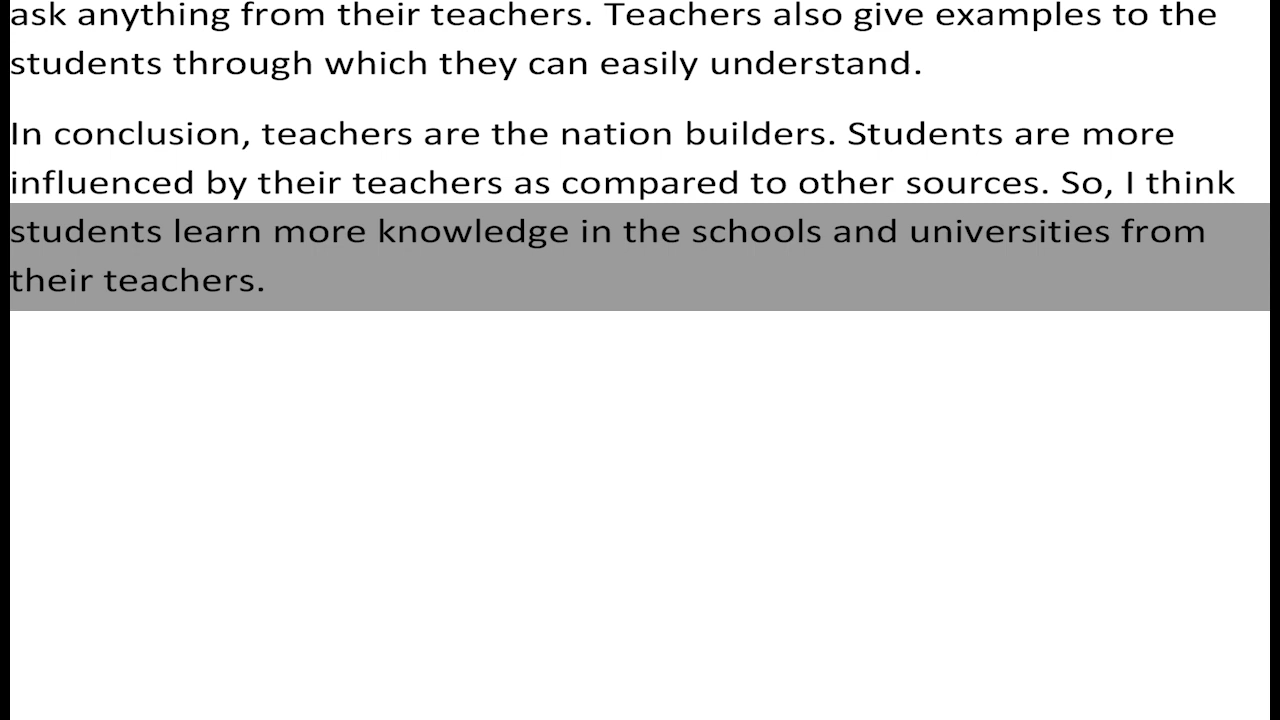 ask anything from their teachers. Teachers also give examples to the
students through which they can easily understand.
In conclusion, teachers are the nation builders. Students are more
influenced by their teachers as compared to other sources. So, I think
students learn more knowledge in the schools and universities from
their teachers.